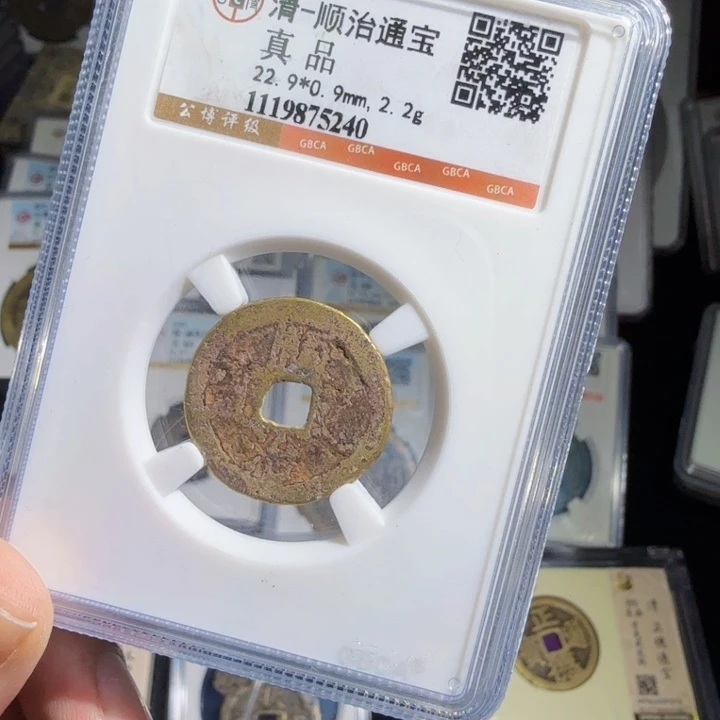 清-顺治通宝
真 品
22.9*0.9mm, 2.2g
1119875240
公博评级
GBCA GBCA GBCA GBCA GBCA